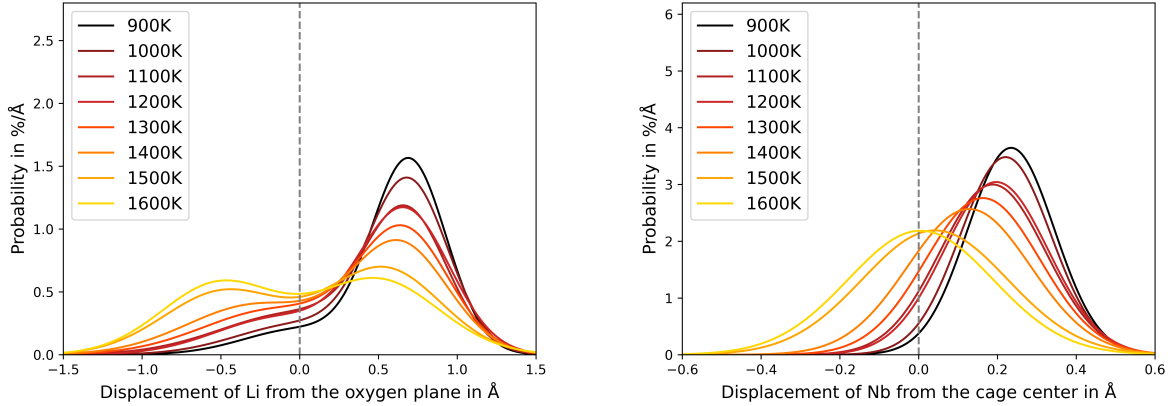 Probability in %/Å
2.5
2.0
1.5
1.0
0.5
0.0
900K
1000K
1100K
1200K
1300K
1400K
1500K
1600K
−1.5 −1.0 −0.5 0.0 0.5 1.0 1.5
Displacement of Li from the oxygen plane in Å
Probability in %/Å
6
5
4
3
2
1
0
900K
1000K
1100K
1200K
1300K
1400K
1500K
1600K
−0.6 −0.4 −0.2 0.0 0.2 0.4 0.6
Displacement of Nb from the cage center in Å